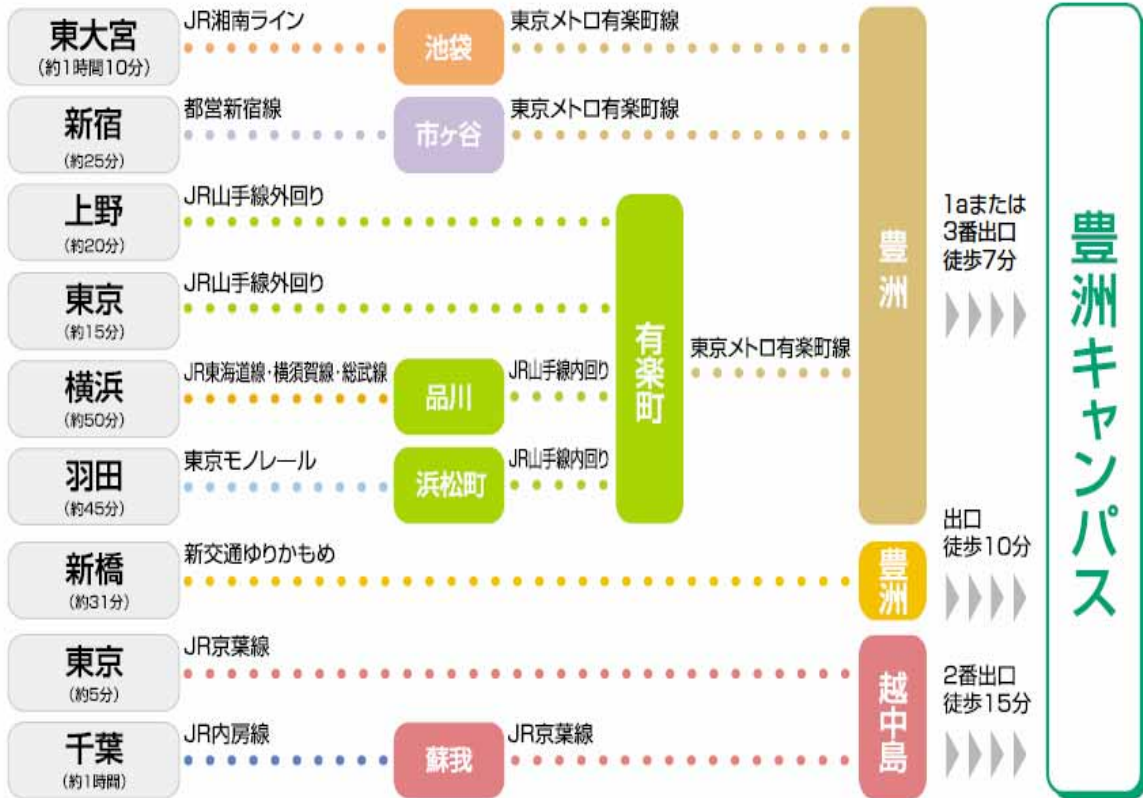 東大宮
(約1時間10分)
JR湘南ライン
池袋
東京メトロ有楽町線
新宿
(約25分)
都営新宿線
市ヶ谷
東京メトロ有楽町線
上野
(約20分)
JR山手線外回り
東京
(約15分)
JR山手線外回り
横浜
(約50分)
JR東海道線・横須賀線・総武線
品川
JR山手線内回り
羽田
(約45分)
東京モノレール
浜松町
JR山手線内回り
有楽町
東京メトロ有楽町線
豊洲
1aまたは
3番出口
徒歩7分
新橋
(約31分)
新交通ゆりかもめ
豊洲
出口
徒歩10分
東京
(約5分)
JR京葉線
千葉
(約1時間)
JR内房線
蘇我
JR京葉線
越中島
2番出口
徒歩15分
豊洲キャンパス